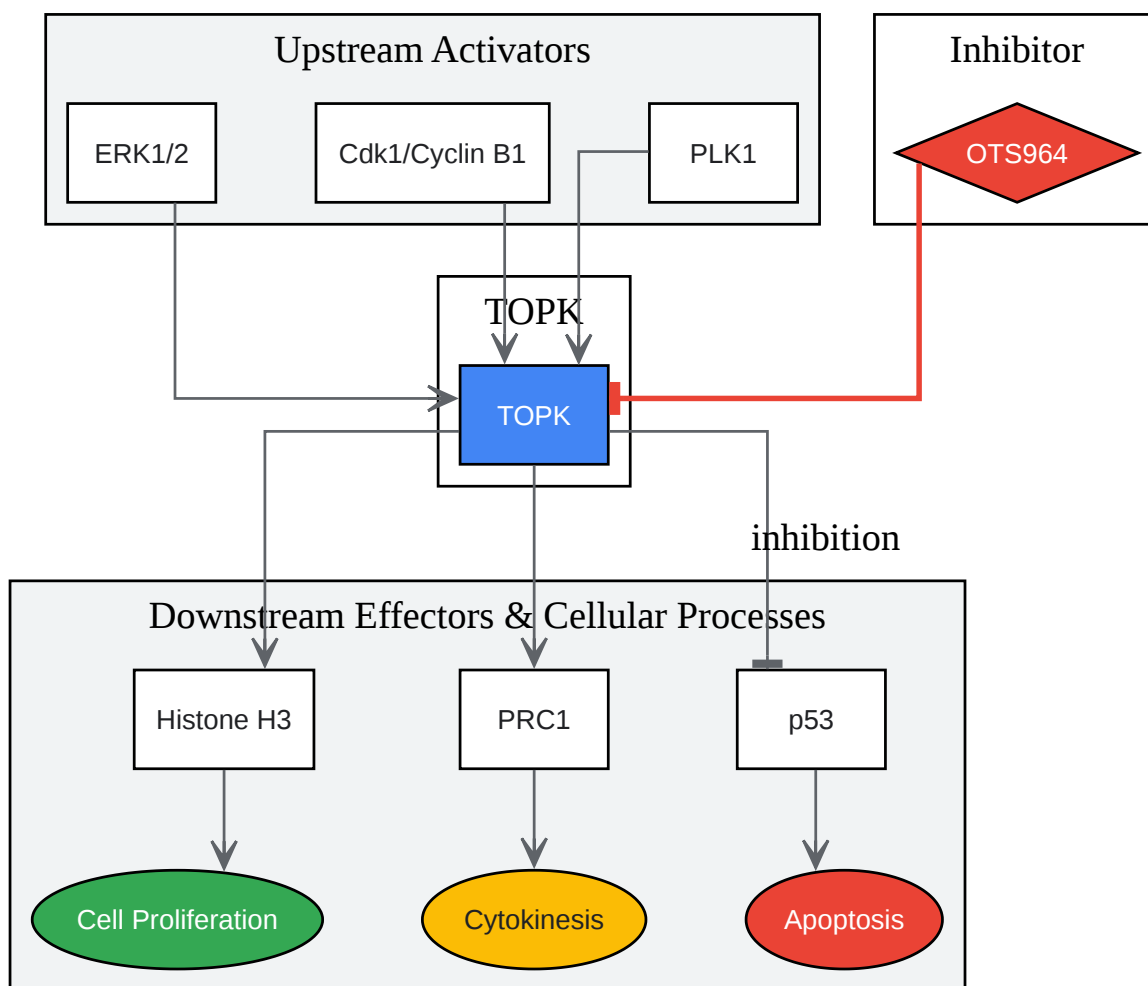 Upstream Activators
Inhibitor
ERK1/2
Cdk1/Cyclin B1
PLK1
OTS964
TOPK
TOPK
inhibition
Downstream Effectors & Cellular Processes
Histone H3
PRC1
p53
Cell Proliferation
Cytokinesis
Apoptosis